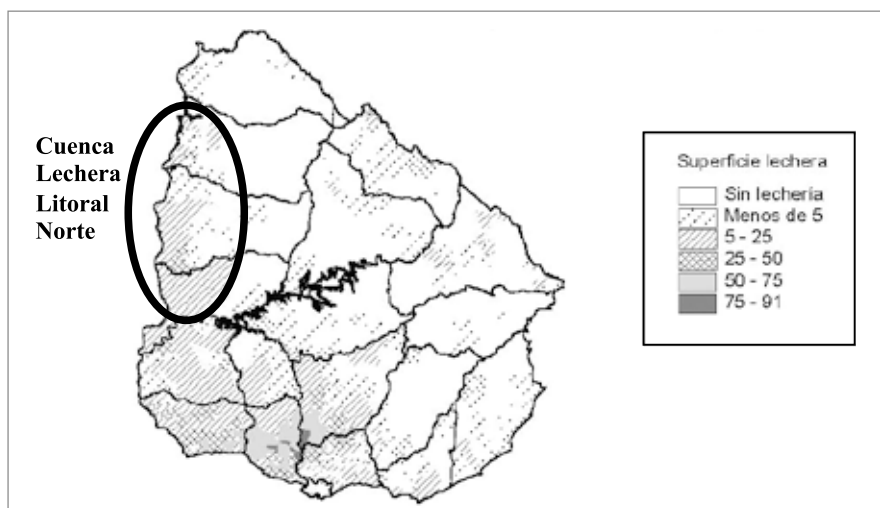 Cuenca
Lechera
Litoral
Norte
Superficie lechera
Sin lechería
Menos de 5
5 - 25
25 - 50
50 - 75
75 - 91